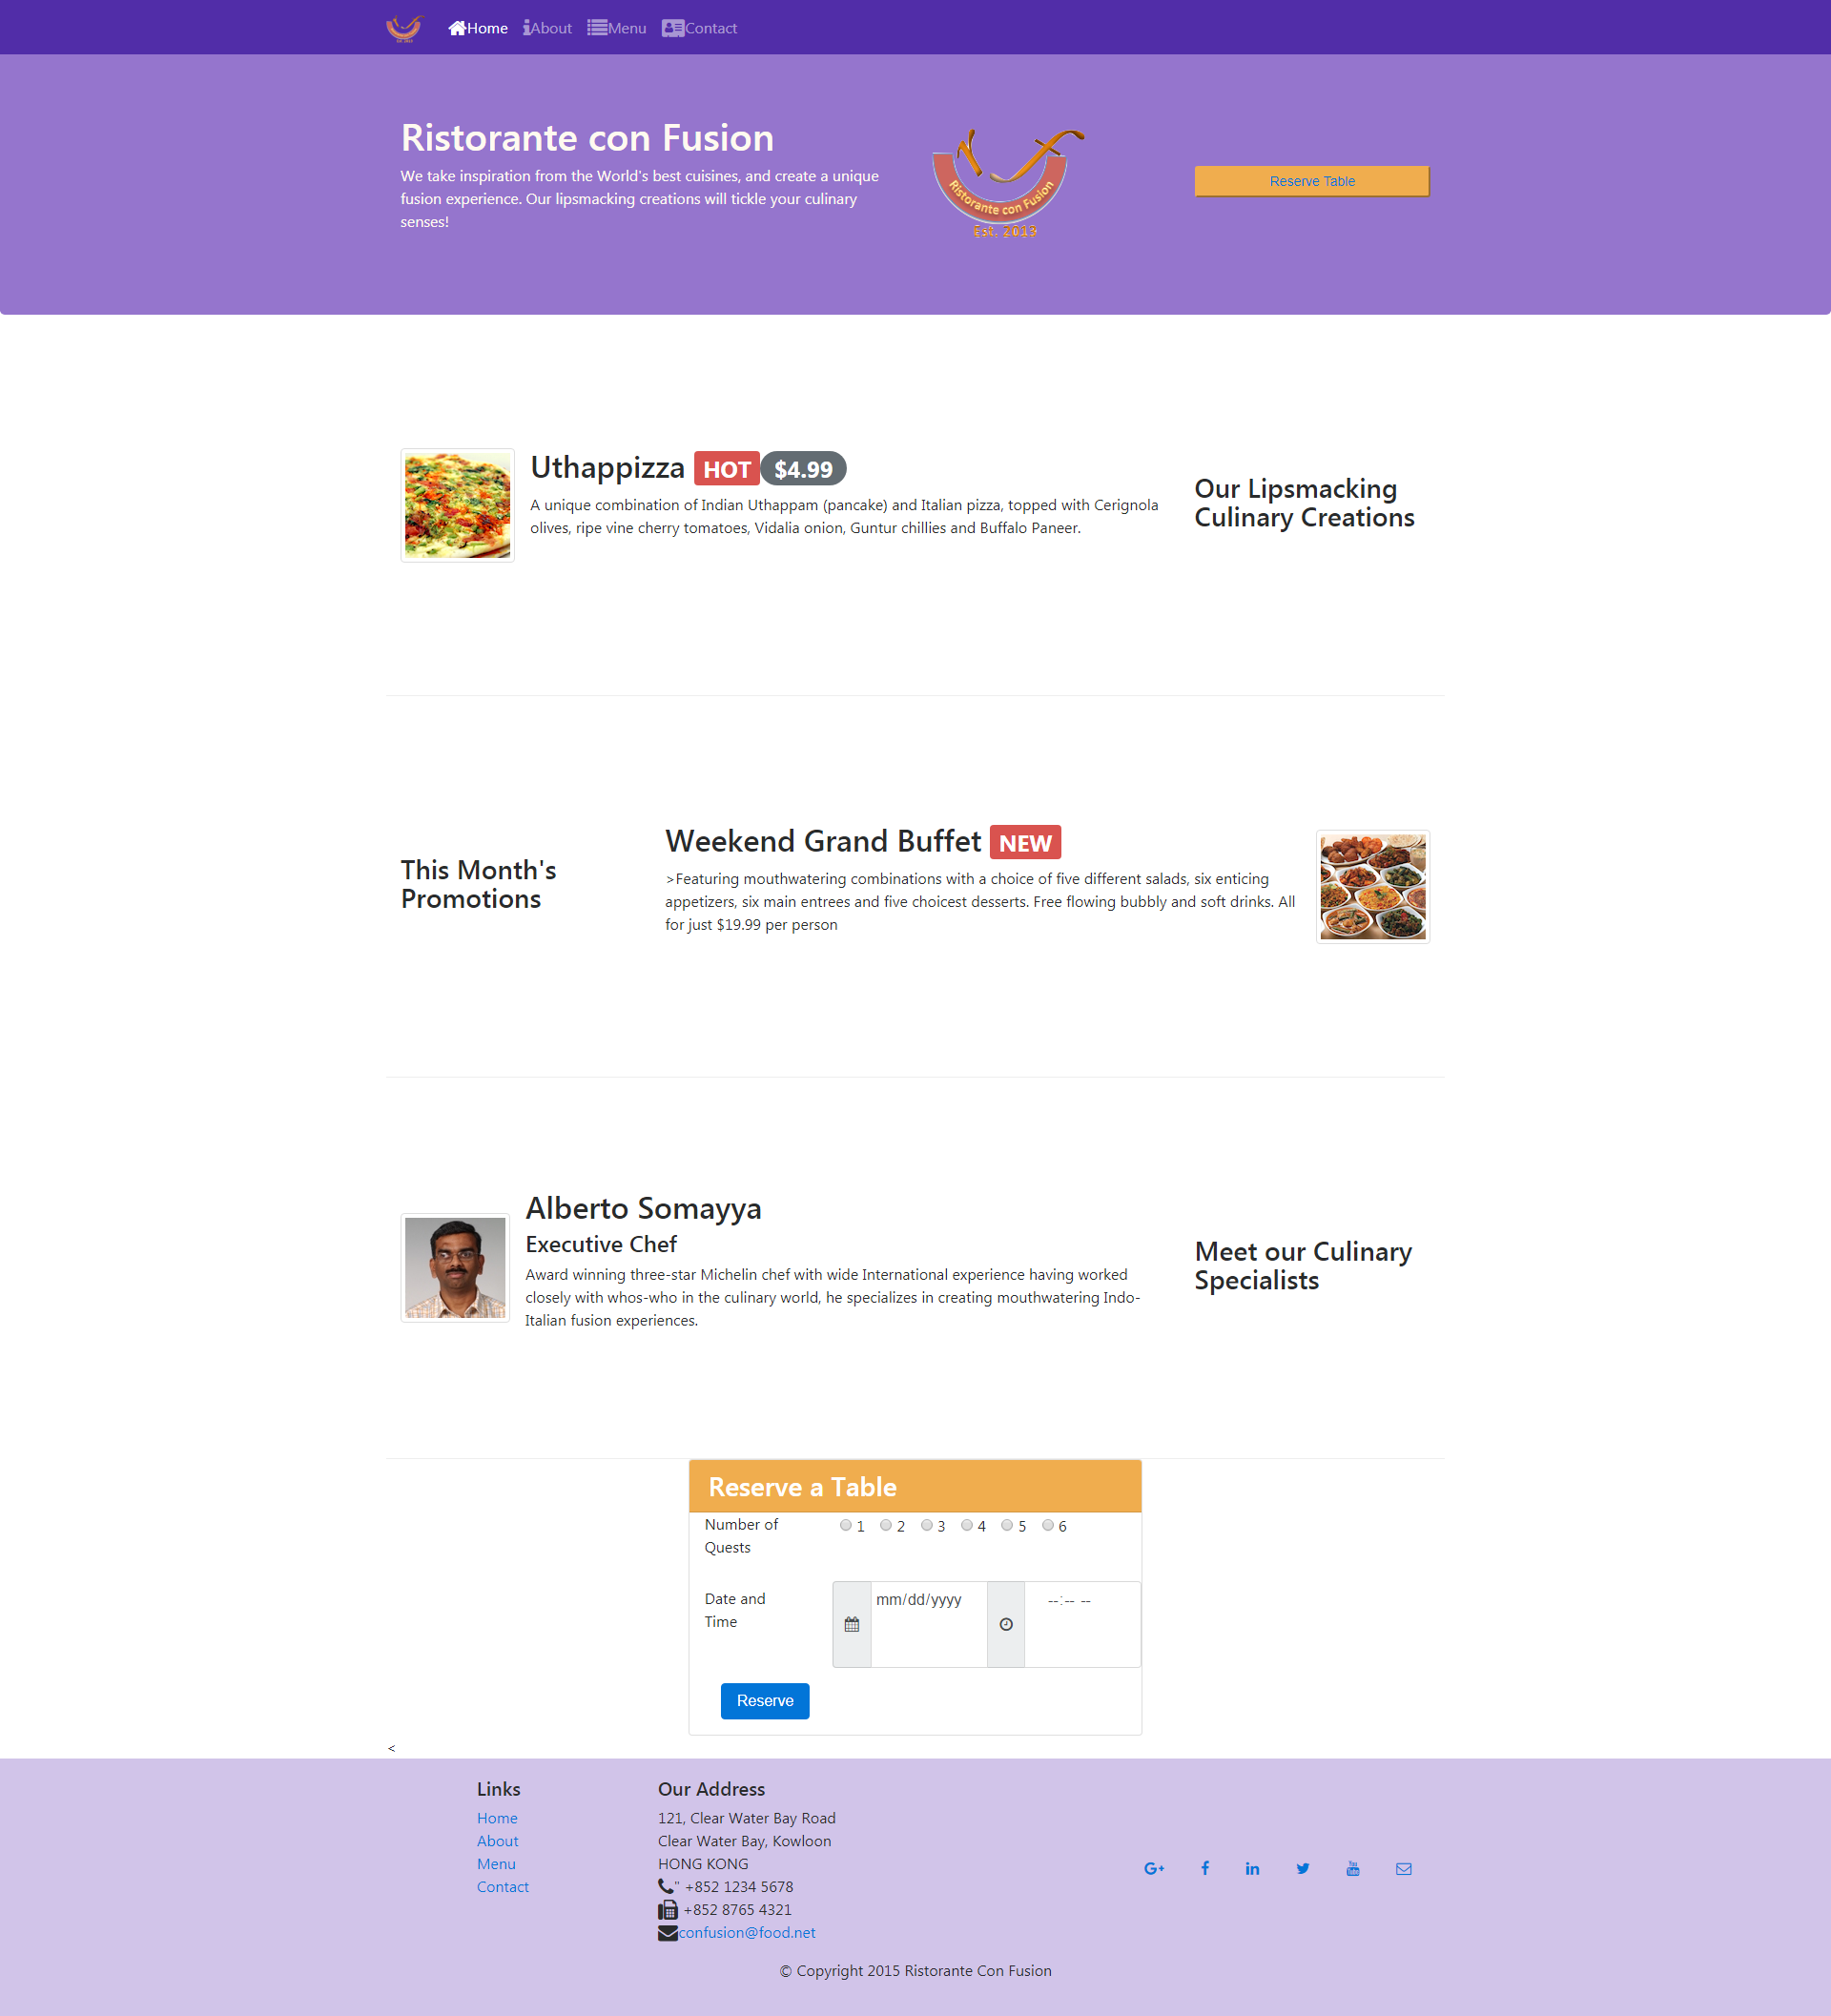 Home About Menu Contact
Ristorante con Fusion
We take inspiration from the World's best cuisines, and create a unique
fusion experience. Our lipsmacking creations will tickle your culinary
senses!
Ristorante con Fusion
Est. 2013
Reserve Table
Uthappizza HOT $4.99
A unique combination of Indian Uthappam (pancake) and Italian pizza, topped with Cerignola
olives, ripe vine cherry tomatoes, Vidalia onion, Guntur chillies and Buffalo Paneer.
Our Lipsmacking
Culinary Creations
This Month's
Promotions
Weekend Grand Buffet NEW
>Featuring mouthwatering combinations with a choice of five different salads, six enticing
appetizers, six main entrees and five choicest desserts. Free flowing bubbly and soft drinks. All
for just $19.99 per person
Alberto Somayya
Executive Chef
Award winning three-star Michelin chef with wide International experience having worked
closely with whos-who in the culinary world, he specializes in creating mouthwatering Indo-
Italian fusion experiences.
Meet our Culinary
Specialists
Reserve a Table
Number of
Quests
1 2 3 4 5 6
Date and
Time
mm/dd/yyyy
--:-- --
Reserve
<
Links
Home
About
Menu
Contact
Our Address
121, Clear Water Bay Road
Clear Water Bay, Kowloon
HONG KONG
" +852 1234 5678
+852 8765 4321
confusion@food.net
© Copyright 2015 Ristorante Con Fusion